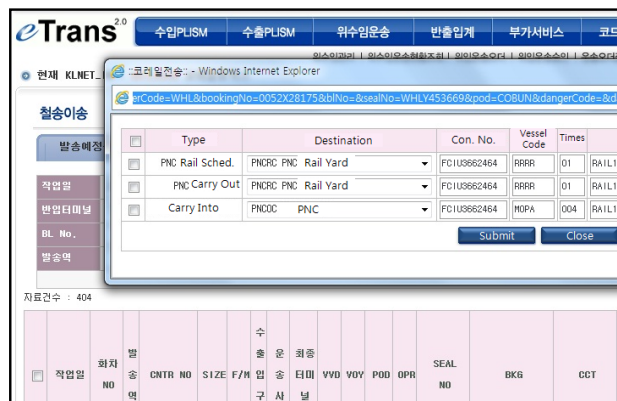 eTrans 2.0
수입PLISM 수출PLISM 위수임운송 반출입계 부가서비스 코드
현재 KLNET_
::코레일전송:: - Windows Internet Explorer
erCode=WHL&bookingNo=0052X28175&blNo=&sealNo=WHLY453669&pod=COBUN&dangerCode=&d
철송이송
발송예정
작업일
반입터미널
BL No.
발송역
Type Destination Con. No. Vessel Code Times
PNC Rail Sched. PNCRC PNC Rail Yard FCIU3662464 RRRR 01 RAIL1
PNC Carry Out PNCRC PNC Rail Yard FCIU3662464 RRRR 01 RAIL1
Carry Into PNCOC PNC FCIU3662464 MOPA 004 RAIL1
Submit Close
자료건수 : 404
작업일 회차 NO 발송역 CNTR NO SIZE F/M 수출입구 운송사 최종터미널 VVD VOY POD OPR SEAL NO BKG CCT